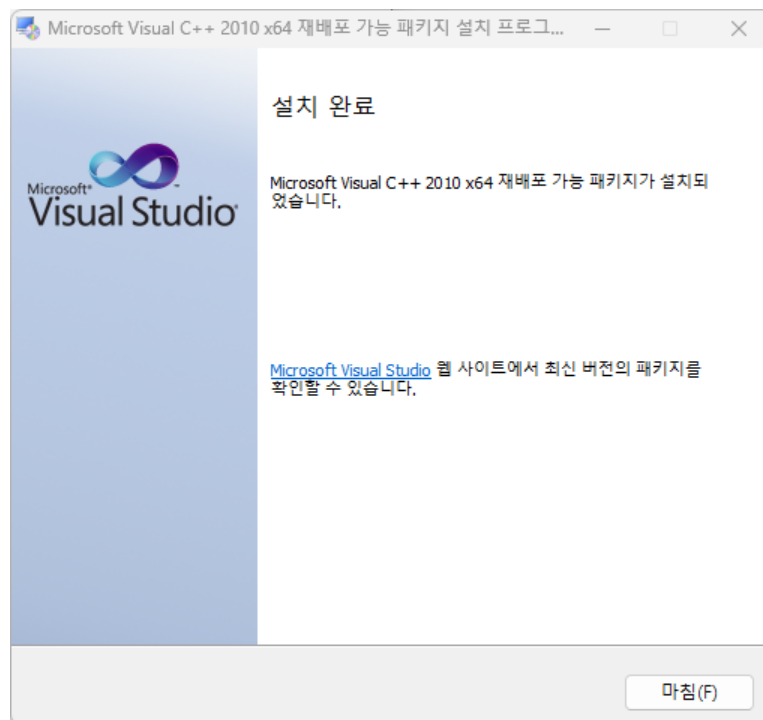 Microsoft Visual C++ 2010 x64 재배포 가능 패키지 설치 프로그...
설치 완료
Microsoft Visual C++ 2010 x64 재배포 가능 패키지가 설치되
었습니다.
Microsoft
Visual Studio
Microsoft Visual Studio 웹 사이트에서 최신 버전의 패키지를
확인할 수 있습니다.
마침(F)